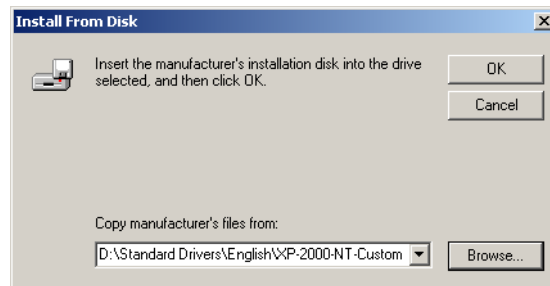 Install From Disk
Insert the manufacturer's installation disk into the drive
selected, and then click OK.
OK
Cancel
Copy manufacturer's files from:
D:\Standard Drivers\English\XP-2000-NT-Custom
Browse...